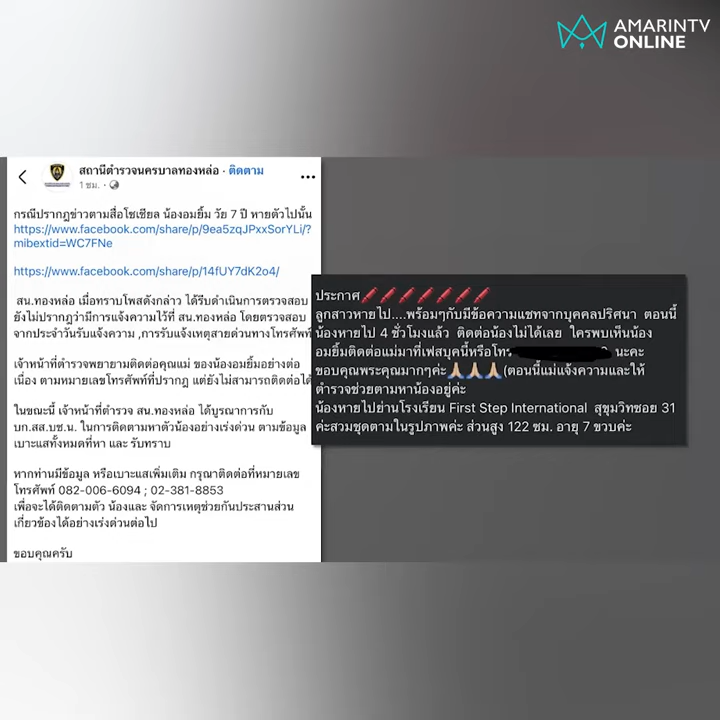 AMARINTV
ONLINE
สถานีตำรวจนครบาลทองหล่อ · ติดตาม
1 ชม. ·
กรณีปรากฎข่าวตามสื่อโซเชียล น้องอมยิ้ม วัย 7 ปี หายตัวไปนั้น
https://www.facebook.com/share/p/9ea5zqJPxxSorYLi/?
mibextid=WC7FNe
https://www.facebook.com/share/p/14fUY7dK2o4/
สน.ทองหล่อ เมื่อทราบโพสดังกล่าว ได้รีบดำเนินการตรวจสอบ
ยังไม่ปรากฎว่ามีการแจ้งความไว้ที่ สน.ทองหล่อ โดยตรวจสอบ
จากประจำวันรับแจ้งความ ,การรับแจ้งเหตุสายด่วนทางโทรศัพท์
เจ้าหน้าที่ตำรวจพยายามติดต่อคุณแม่ ของน้องอมยิ้มอย่างต่อ
เนื่อง ตามหมายเลขโทรศัพท์ที่ปรากฎ แต่ยังไม่สามารถติดต่อได้
ในขณะนี้ เจ้าหน้าที่ตำรวจ สน.ทองหล่อ ได้บูรณาการกับ
บก.สส.บช.น. ในการติดตามหาตัวน้องอย่างเร่งด่วน ตามข้อมูล
เบาะแสทั้งหมดที่หา และ รับทราบ
หากท่านมีข้อมูล หรือเบาะแสเพิ่มเติม กรุณาติดต่อที่หมายเลข
โทรศัพท์ 082-006-6094 ; 02-381-8853
เพื่อจะได้ติดตามตัว น้องและ จัดการเหตุช่วยกันประสานส่วน
เกี่ยวข้องได้อย่างเร่งด่วนต่อไป
ขอบคุณครับ
ประกาศ
ลูกสาวหายไป....พร้อมๆกับมีข้อความแชทจากบุคคลปริศนา ตอนนี้
น้องหายไป 4 ชั่วโมงแล้ว ติดต่อน้องไม่ได้เลย ใครพบเห็นน้อง
อมยิ้มติดต่อแม่มาที่เฟสบุคนี้หรือโทร นะคะ
ขอบคุณพระคุณมากๆค่ะ🙏🙏🙏(ตอนนี้แม่แจ้งความและให้
ตำรวจช่วยตามหาน้องอยู่ค่ะ
น้องหายไปย่านโรงเรียน First Step International สุขุมวิทซอย 31
ค่ะสวมชุดตามในรูปภาพค่ะ ส่วนสูง 122 ซม. อายุ 7 ขวบค่ะ